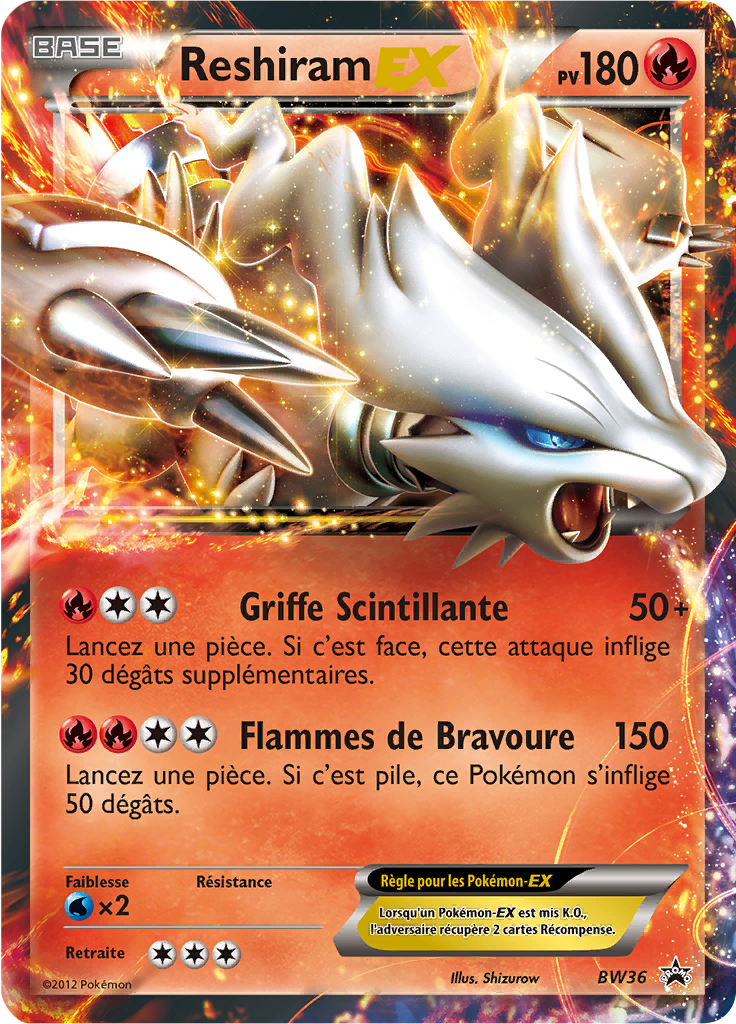 BASE
Reshiram EX
PV 180
Griffe Scintillante 50+
Lancez une pièce. Si c'est face, cette attaque inflige
30 dégâts supplémentaires.
Flammes de Bravoure 150
Lancez une pièce. Si c'est pile, ce Pokémon s'inflige
50 dégâts.
Faiblesse Résistance
×2
Règle pour les Pokémon-EX
Lorsqu'un Pokémon-EX est mis K.O.,
l'adversaire récupère 2 cartes Récompense.
Retraite
©2012 Pokémon
Illus. Shizurow
BW36
PROMO